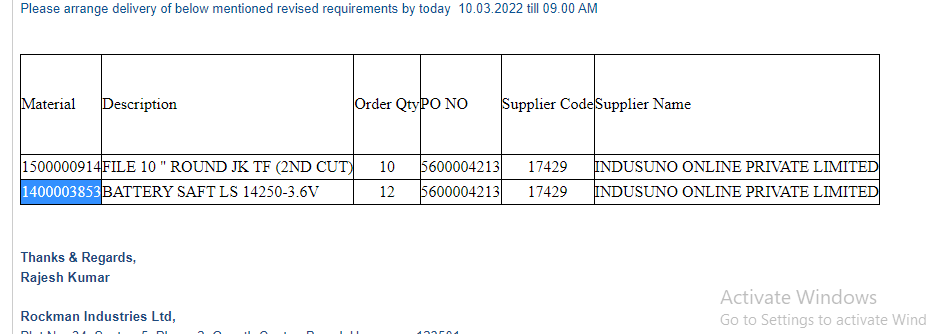 Please arrange delivery of below mentioned revised requirements by today 10.03.2022 till 09.00 AM
Material Description Order Qty PO NO Supplier Code Supplier Name
1500000914 FILE 10 " ROUND JK TF (2ND CUT) 10 5600004213 17429 INDUSUNO ONLINE PRIVATE LIMITED
1400003853 BATTERY SAFT LS 14250-3.6V 12 5600004213 17429 INDUSUNO ONLINE PRIVATE LIMITED
Thanks & Regards,
Rajesh Kumar
Rockman Industries Ltd,
Activate Windows
Go to Settings to activate Wind